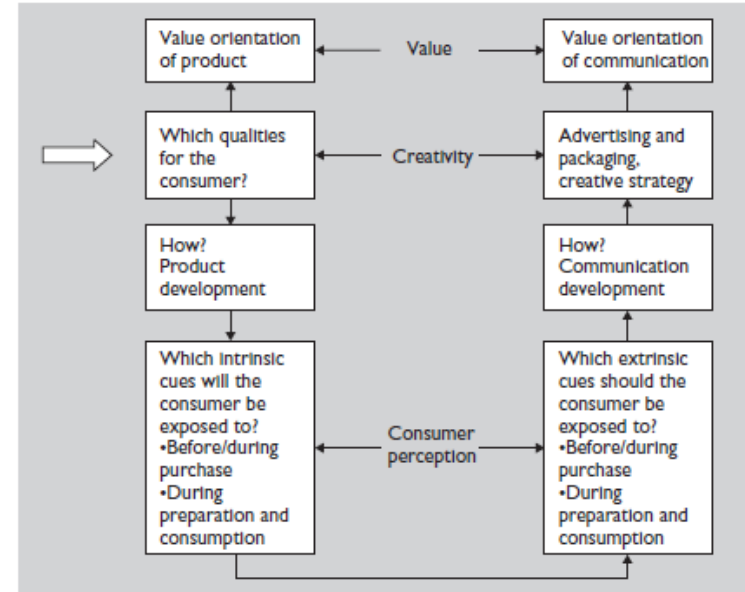 Value orientation
of product
Value
Value orientation
of communication
Which qualities
for the
consumer?
Creativity
Advertising and
packaging,
creative strategy
How?
Product
development
How?
Communication
development
Which intrinsic
cues will the
consumer be
exposed to?
•Before/during
purchase
•During
preparation and
consumption
Consumer
perception
Which extrinsic
cues should the
consumer be
exposed to?
•Before/during
purchase
•During
preparation and
consumption